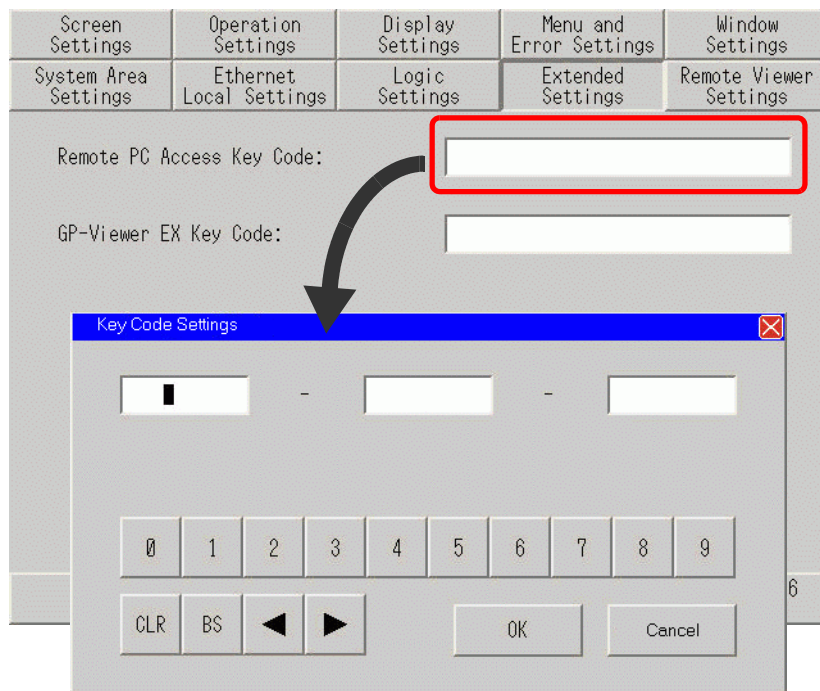 Screen Settings
Operation Settings
Display Settings
Menu and Error Settings
Window Settings
System Area Settings
Ethernet Local Settings
Logic Settings
Extended Settings
Remote Viewer Settings
Remote PC Access Key Code:
GP-Viewer EX Key Code:
Key Code Settings
- -
0 1 2 3 4 5 6 7 8 9
6
CLR BS ◀ ▶ OK Cancel